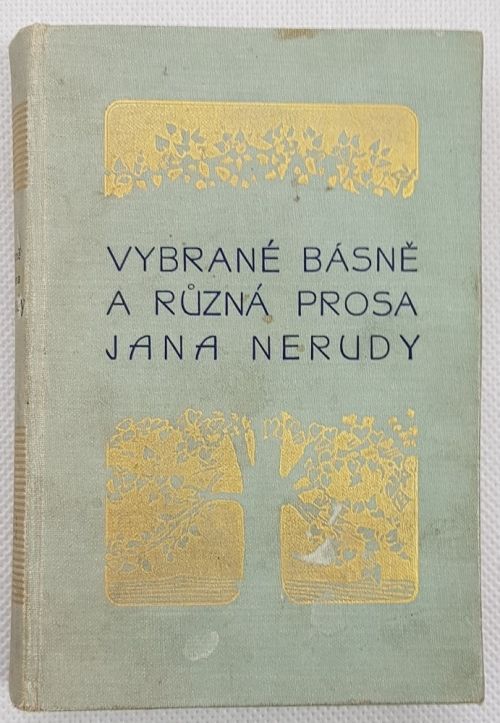 VYBRANÉ BÁSNĚ
A RŮZNÁ PROSA
JANA NERUDY